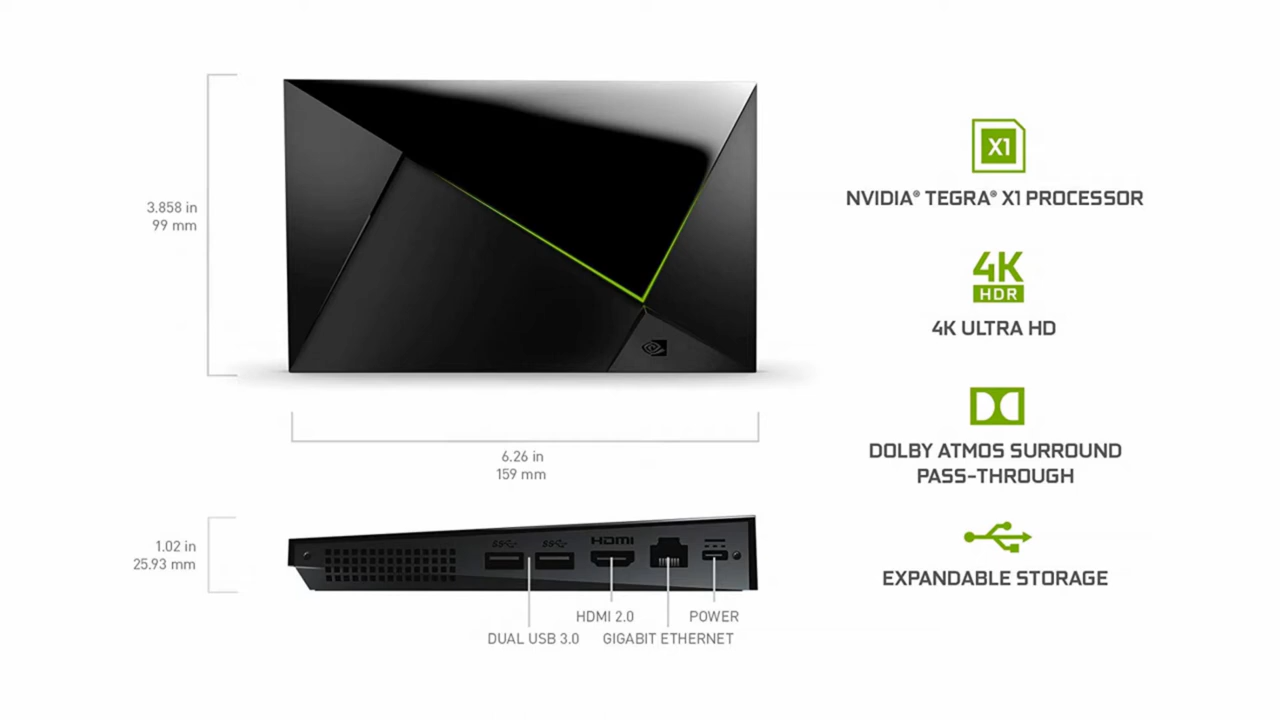 3.858 in
99 mm
6.26 in
159 mm
X1
NVIDIA® TEGRA® X1 PROCESSOR
4K
HDR
4K ULTRA HD
DOLBY ATMOS SURROUND
PASS-THROUGH
EXPANDABLE STORAGE
1.02 in
25.93 mm
SS
SS
HDMI
HDMI 2.0
POWER
DUAL USB 3.0
GIGABIT ETHERNET